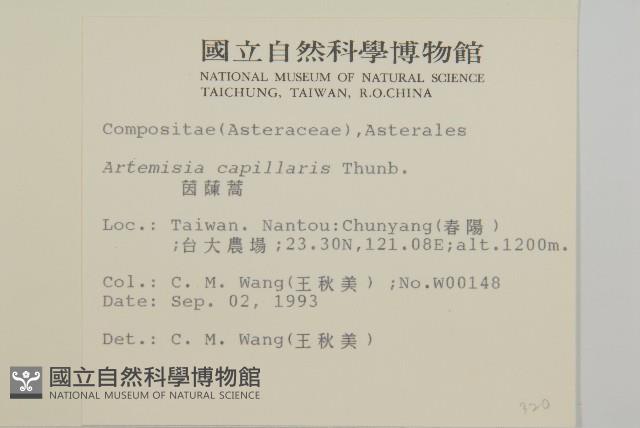 國立自然科學博物館
NATIONAL MUSEUM OF NATURAL SCIENCE
TAICHUNG, TAIWAN, R.O.CHINA
Compositae(Asteraceae),Asterales
Artemisia capillaris Thunb.
茵蔯蒿
Loc.: Taiwan. Nantou:Chunyang(春陽)
;台大農場;23.30N,121.08E;alt.1200m.
Col.: C. M. Wang(王秋美) ;No.W00148
Date: Sep. 02, 1993
Det.: C. M. Wang(王秋美)
國立自然科學博物館
NATIONAL MUSEUM OF NATURAL SCIENCE
320